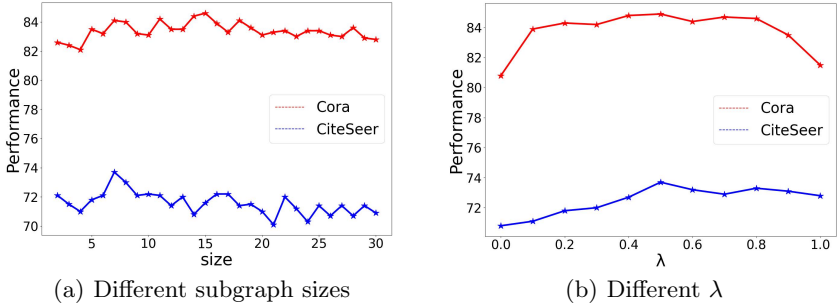 84
82
80
78
76
74
72
70
Performance
Cora
CiteSeer
5
10
15
20
25
30
size
(a) Different subgraph sizes
84
82
80
78
76
74
72
Performance
Cora
CiteSeer
0.0
0.2
0.4
0.6
0.8
1.0
λ
(b) Different λ